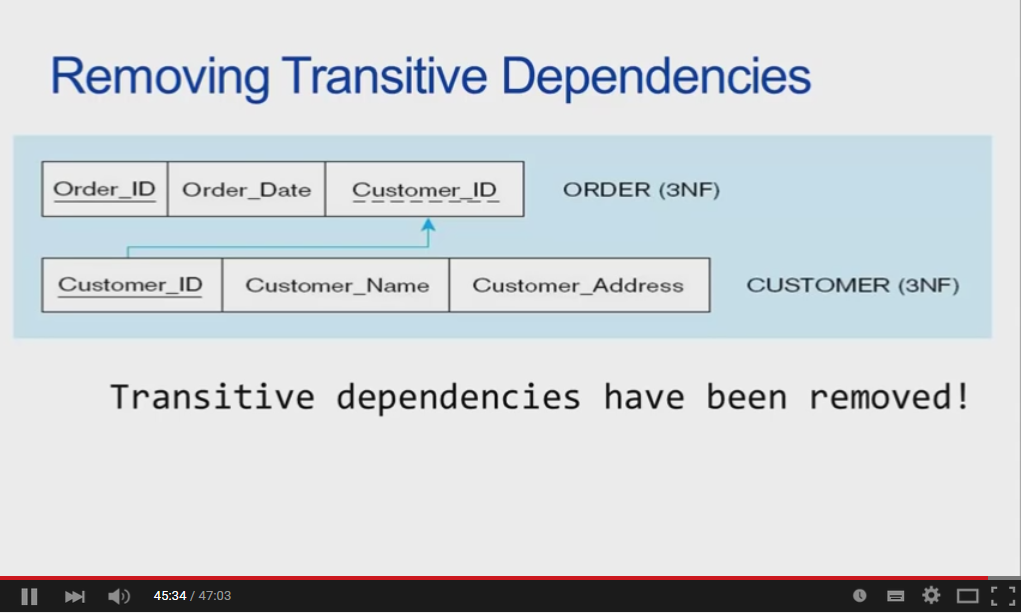 Removing Transitive Dependencies
Order_ID Order_Date Customer_ID ORDER (3NF)
Customer_ID Customer_Name Customer_Address CUSTOMER (3NF)
Transitive dependencies have been removed!
45:34 / 47:03